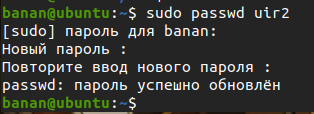 banan@ubuntu:~$ sudo passwd uir2
[sudo] пароль для banan:
Новый пароль :
Повторите ввод нового пароля :
passwd: пароль успешно обновлён
banan@ubuntu:~$